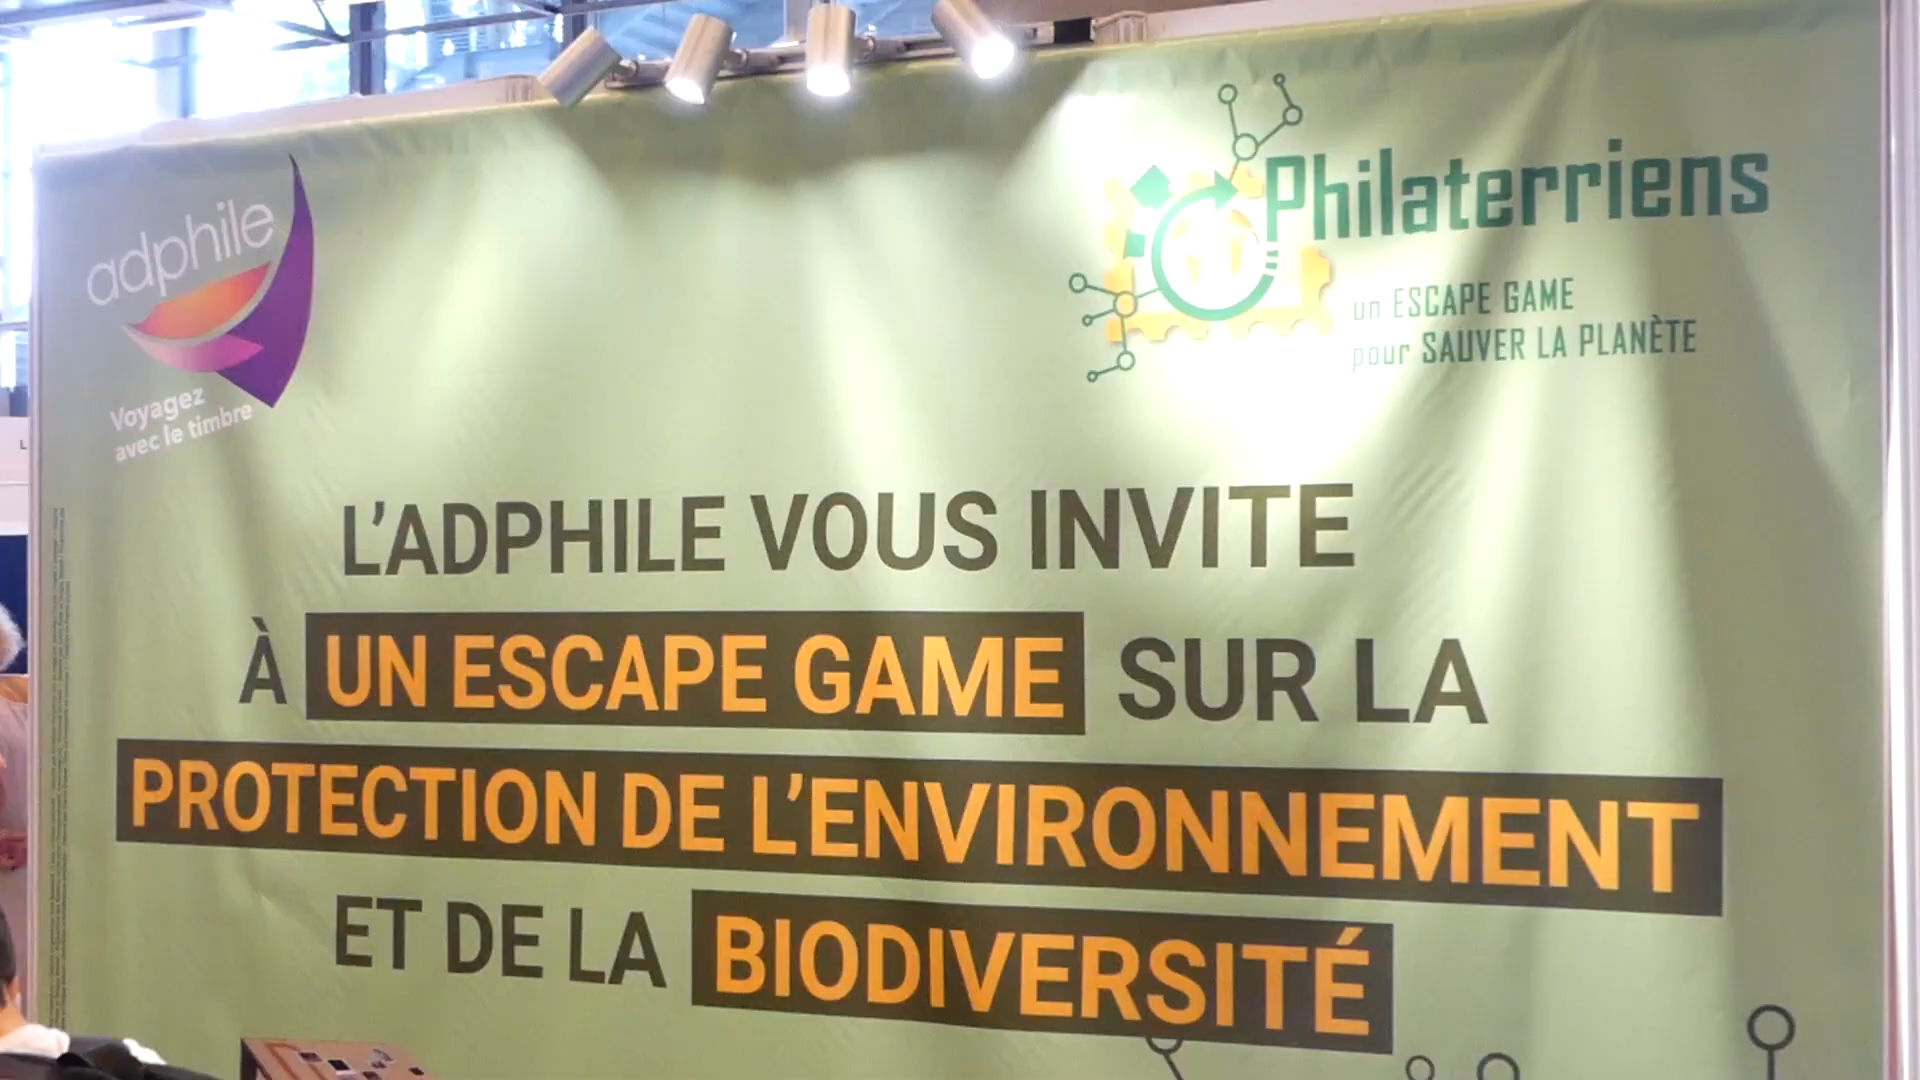 adphile
Voyagez
avec le timbre
Philaterriens
un ESCAPE GAME
pour SAUVER LA PLANÈTE
L'ADPHILE VOUS INVITE
À UN ESCAPE GAME SUR LA
PROTECTION DE L'ENVIRONNEMENT
ET DE LA BIODIVERSITÉ